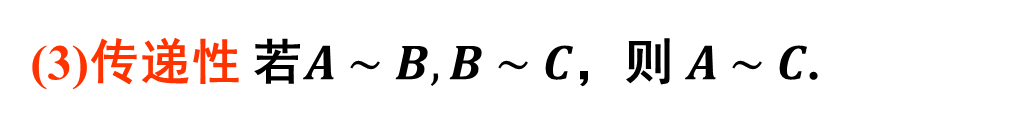 (3)传递性 若A ~ B,B ~ C，则 A ~ C.